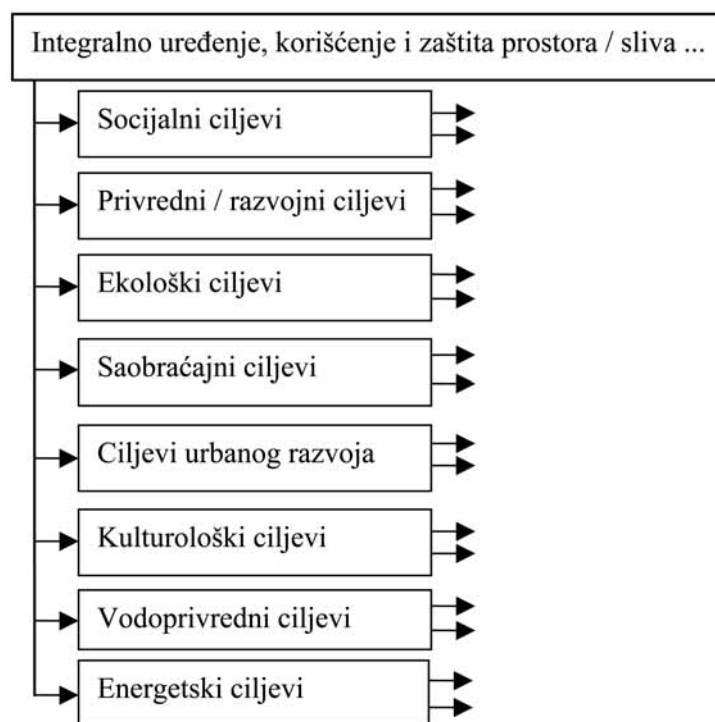 Integralno uređenje, korišćenje i zaštita prostora / sliva ...
Socijalni ciljevi
Privredni / razvojni ciljevi
Ekološki ciljevi
Saobraćajni ciljevi
Ciljevi urbanog razvoja
Kulturološki ciljevi
Vodoprivredni ciljevi
Energetski ciljevi